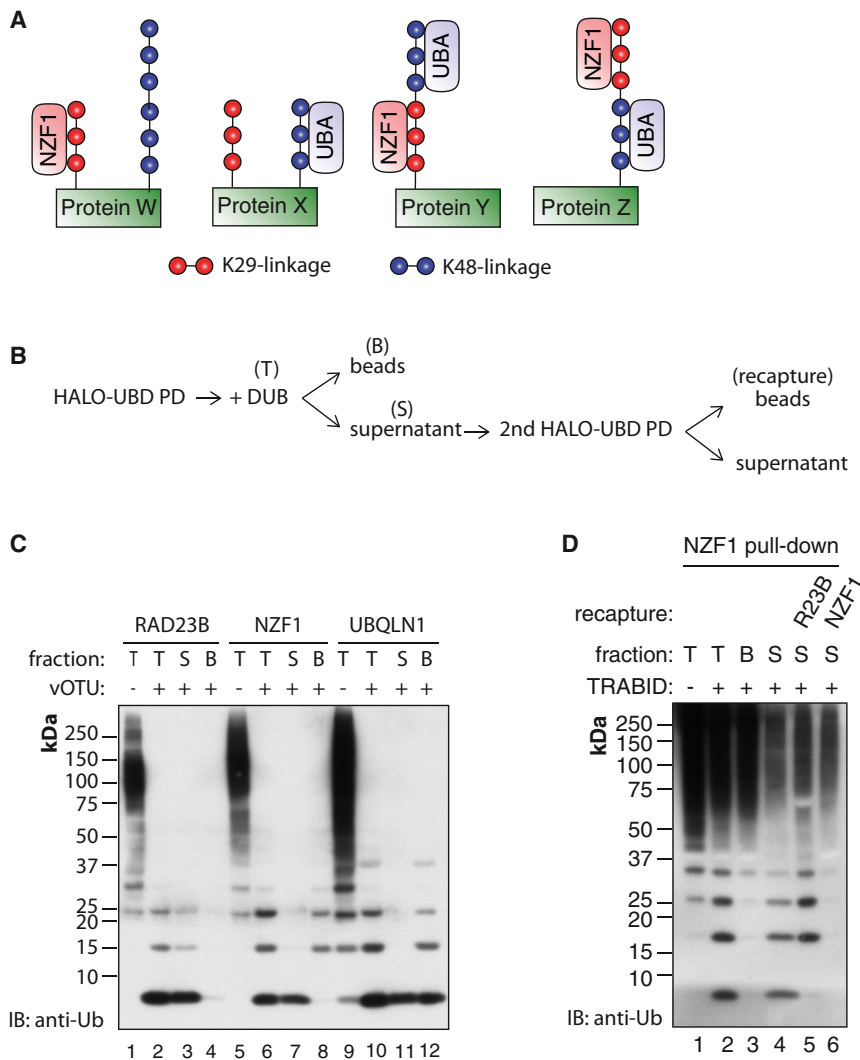 A
NZF1
Protein W
UBA
Protein X
NZF1
UBA
Protein Y
NZF1
UBA
Protein Z
K29-linkage
K48-linkage
B
HALO-UBD PD
(T)
+ DUB
(B)
beads
(S)
supernatant
2nd HALO-UBD PD
(recapture)
beads
supernatant
C
RAD23B NZF1 UBQLN1
fraction: T T S B T T S B T T S B
vOTU: - + + + - + + + - + + +
kDa
250
150
100
75
50
37
25
20
15
10
IB: anti-Ub
1 2 3 4 5 6 7 8 9 10 11 12
D
NZF1 pull-down
recapture: R23B NZF1
fraction: T T B S S S
TRABID: - + + + + +
kDa
250
150
100
75
50
37
25
20
15
10
IB: anti-Ub
1 2 3 4 5 6